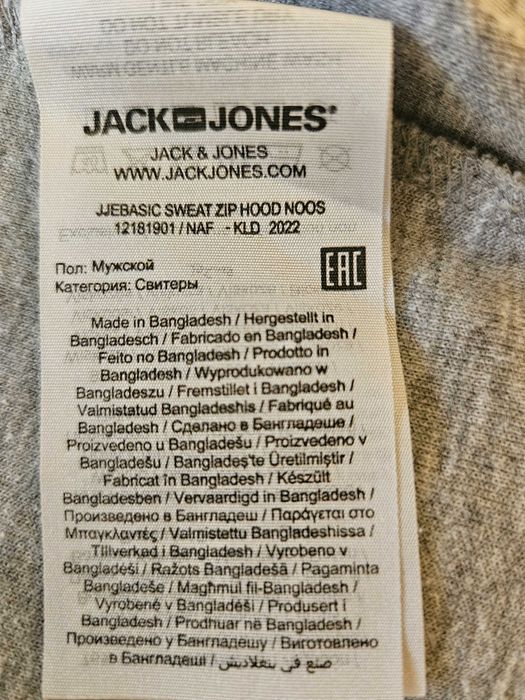 JACK JONES®
JACK & JONES
WWW.JACKJONES.COM
JJEBASIC SWEAT ZIP HOOD NOOS
12181901 / NAF - KLD 2022
Пол: Мужской
EAC
Категория: Свитеры
Made in Bangladesh / Hergestellt in
Bangladesch / Fabricado en Bangladesh /
Feito no Bangladesh / Prodotto in
Bangladesh / Wyprodukowano w
Bangladeszu / Fremstillet i Bangladesh /
Valmistatud Bangladeshis / Fabriqué au
Bangladesh / Сделано в Бангладеше /
Proizvedeno u Bangladešu / Proizvedeno v
Bangladešu / Bangladeş'te Üretilmiştir /
Fabricat în Bangladesh / Készült
Bangladesben / Vervaardigd in Bangladesh /
Произведено в Бангладеш / Παράγεται στο
Μπαγκλαντές / Valmistettu Bangladeshissa /
Tillverkad i Bangladesh / Vyrobeno v
Bangladéši / Ražots Bangladešā / Pagaminta
Bangladeše / Magħmul fil-Bangladesh /
Vyrobené v Bangladéši / Produsert i
Bangladesh / Prodhuar në Bangladesh /
Произведено у Бангладешу / Виготовлено
в Бангладеші / صنع في بنغلاديش